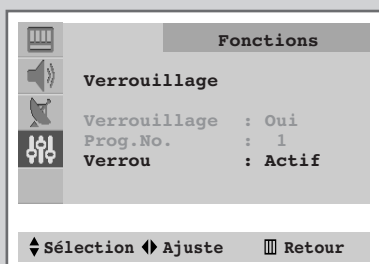 Fonctions
Verrouillage
Verrouillage : Oui
Prog.No. : 1
Verrou : Actif
Sélection Ajuste Retour